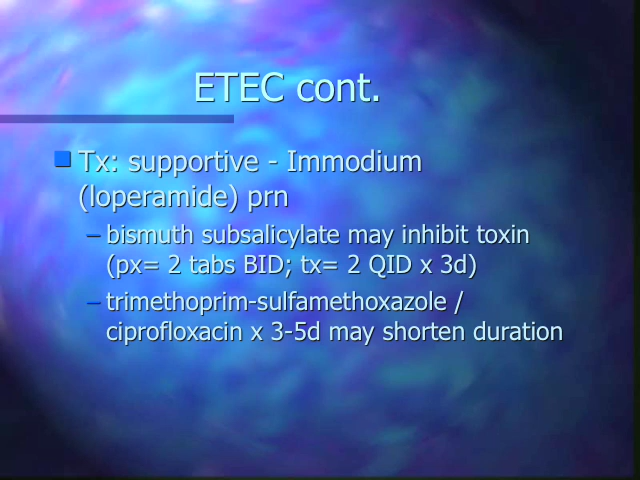 ETEC cont.
Tx: supportive - Immodium
(loperamide) prn
– bismuth subsalicylate may inhibit toxin
(px= 2 tabs BID; tx= 2 QID x 3d)
– trimethoprim-sulfamethoxazole /
ciprofloxacin x 3-5d may shorten duration